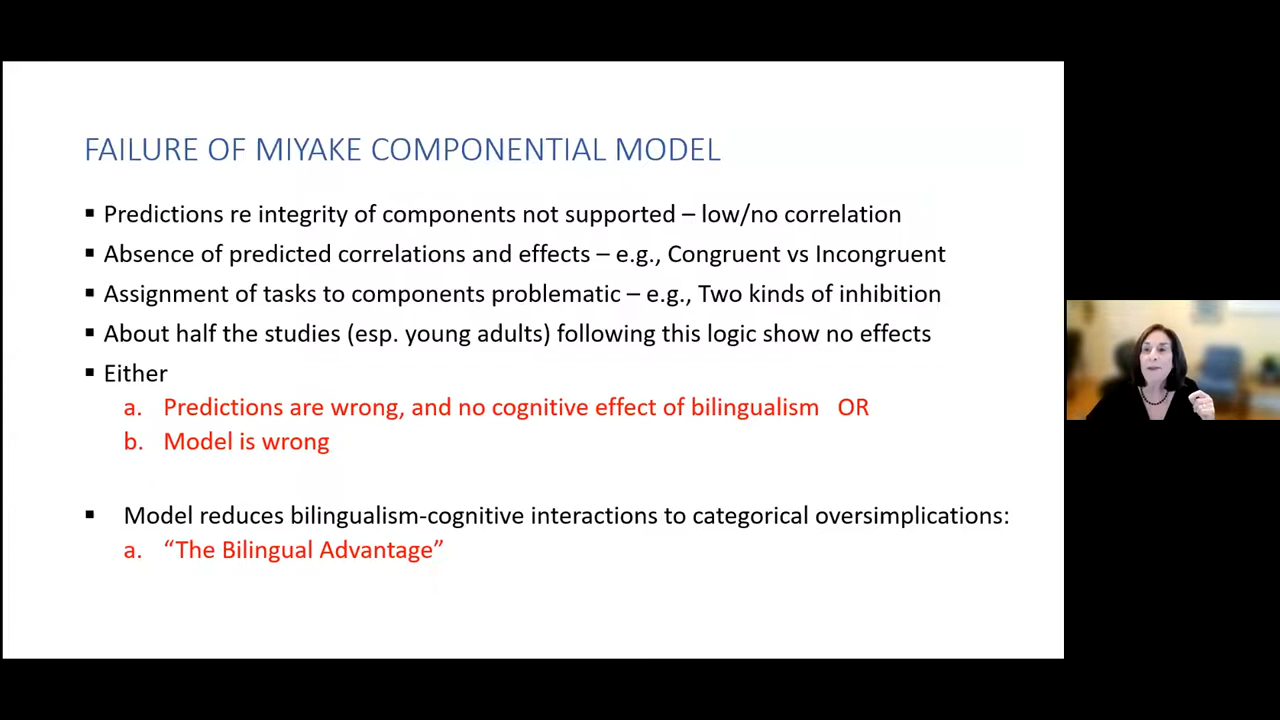 FAILURE OF MIYAKE COMPONENTIAL MODEL
▪ Predictions re integrity of components not supported – low/no correlation
▪ Absence of predicted correlations and effects – e.g., Congruent vs Incongruent
▪ Assignment of tasks to components problematic – e.g., Two kinds of inhibition
▪ About half the studies (esp. young adults) following this logic show no effects
▪ Either
a. Predictions are wrong, and no cognitive effect of bilingualism OR
b. Model is wrong
▪ Model reduces bilingualism-cognitive interactions to categorical oversimplications:
a. “The Bilingual Advantage”